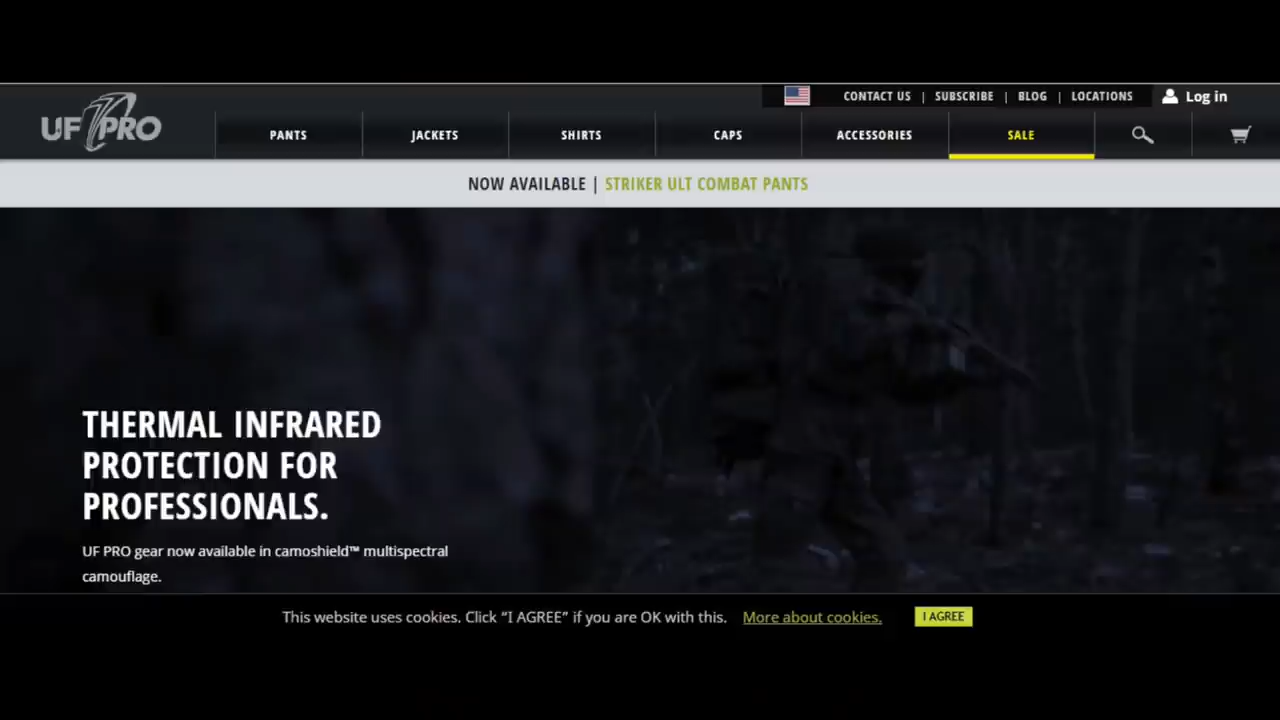 CONTACT US | SUBSCRIBE | BLOG | LOCATIONS Log in
UF PRO
PANTS JACKETS SHIRTS CAPS ACCESSORIES SALE
NOW AVAILABLE | STRIKER ULT COMBAT PANTS
THERMAL INFRARED
PROTECTION FOR
PROFESSIONALS.
UF PRO gear now available in camoshield™ multispectral
camouflage.
This website uses cookies. Click “I AGREE” if you are OK with this. More about cookies. I AGREE